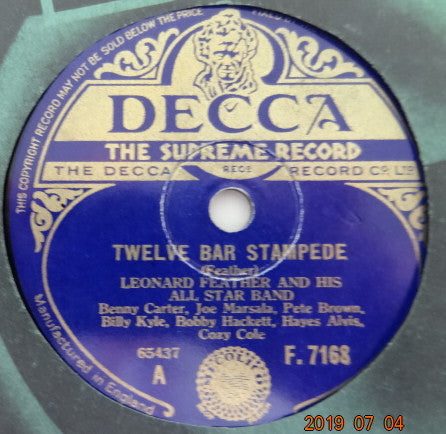 THIS COPYRIGHT RECORD MAY NOT BE SOLD BELOW THE PRICE
FIXED
DECCA
THE SUPREME RECORD
THE DECCA REGD RECORD CO. LTD
TWELVE BAR STAMPEDE
(Feather)
LEONARD FEATHER AND HIS
ALL STAR BAND
Benny Carter, Joe Marsala, Pete Brown,
Billy Kyle, Bobby Hackett, Hayes Alvis,
Cozy Cole
65437
A
F. 7168
Manufactured in England
2019 07 04